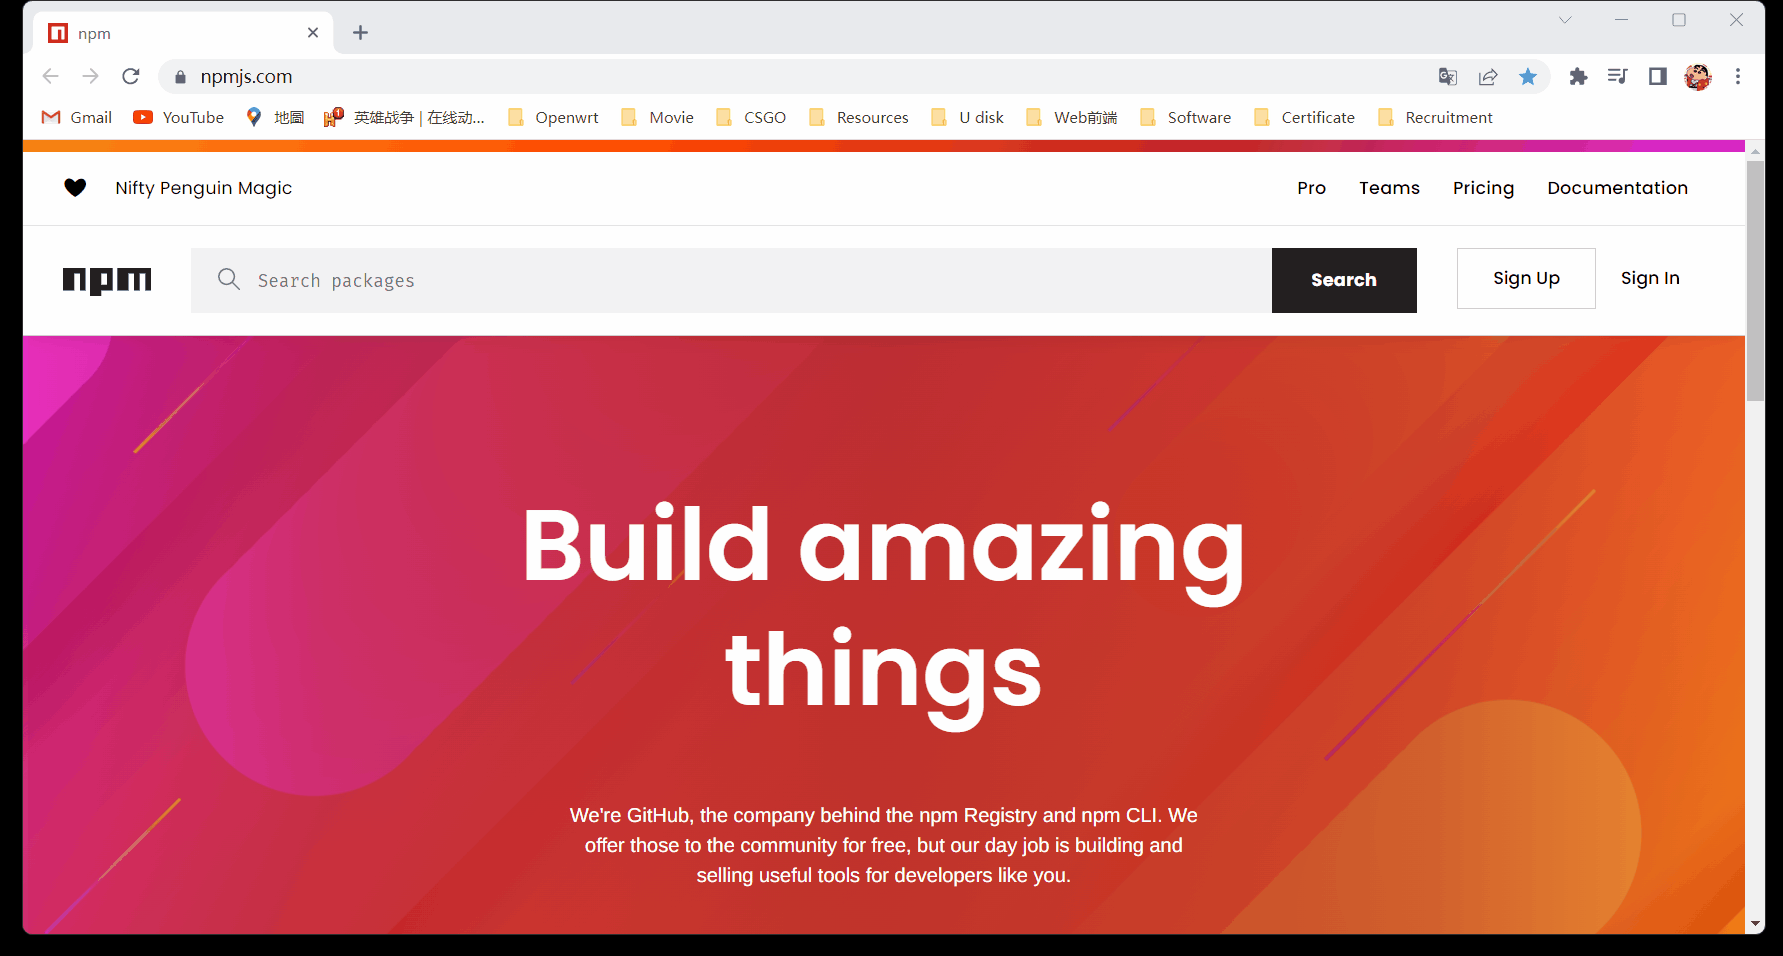 npm
npmjs.com
Gmail YouTube 地圖 英雄战争 | 在线动... Openwrt Movie CSGO Resources U disk Web前端 Software Certificate Recruitment
Nifty Penguin Magic Pro Teams Pricing Documentation
npm Search packages Search Sign Up Sign In
Build amazing
things
We're GitHub, the company behind the npm Registry and npm CLI. We
offer those to the community for free, but our day job is building and
selling useful tools for developers like you.